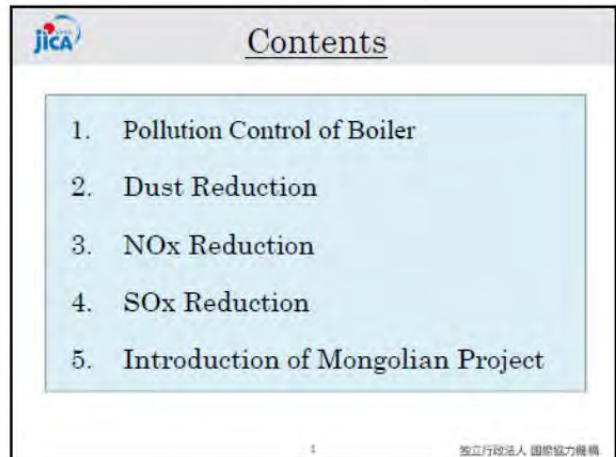 jICA
Contents
1. Pollution Control of Boiler
2. Dust Reduction
3. NOx Reduction
4. SOx Reduction
5. Introduction of Mongolian Project
1
独立行政法人 国際協力機構